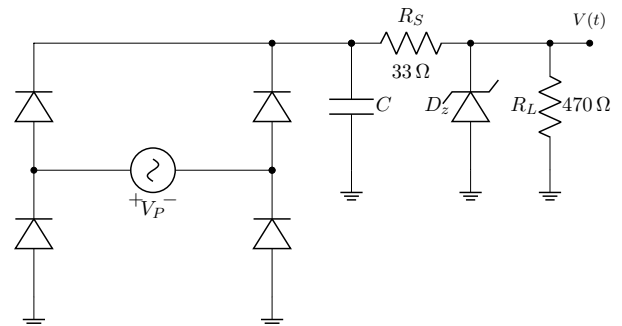 R_S
V(t)
33 Ω
C
D_z
R_L
470 Ω
+
V_P
−